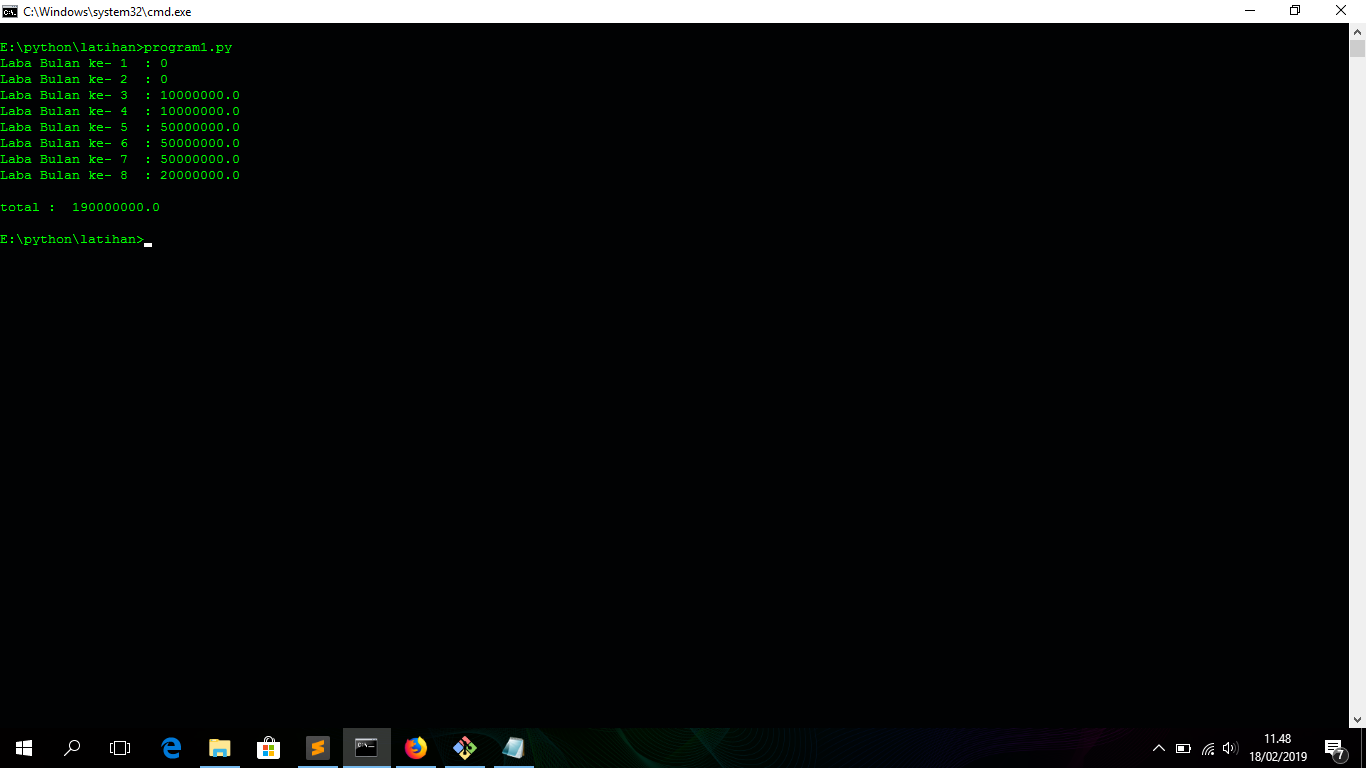 C:\Windows\system32\cmd.exe
E:\python\latihan>program1.py
Laba Bulan ke- 1  : 0
Laba Bulan ke- 2  : 0
Laba Bulan ke- 3  : 10000000.0
Laba Bulan ke- 4  : 10000000.0
Laba Bulan ke- 5  : 50000000.0
Laba Bulan ke- 6  : 50000000.0
Laba Bulan ke- 7  : 50000000.0
Laba Bulan ke- 8  : 20000000.0
total :  190000000.0
E:\python\latihan>
11.48
18/02/2019
7